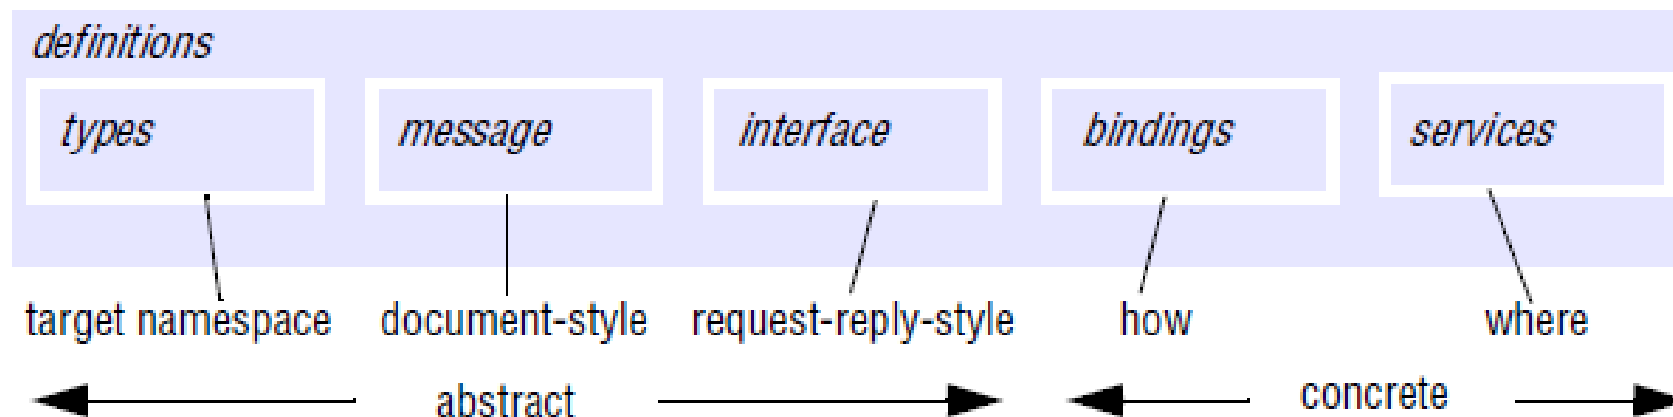 definitions
types message interface bindings services
target namespace document-style request-reply-style how where
abstract concrete